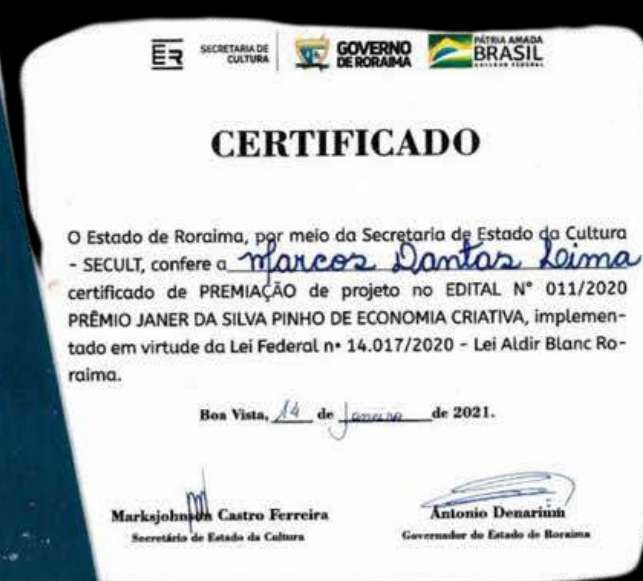 ER SECRETARIA DE CULTURA GOVERNO DE RORAIMA PÁTRIA AMADA BRASIL GOVERNO FEDERAL
CERTIFICADO
O Estado de Roraima, por meio da Secretaria de Estado da Cultura
- SECULT, confere a Marcos Dantas Leima
certificado de PREMIAÇÃO de projeto no EDITAL N° 011/2020
PRÊMIO JANER DA SILVA PINHO DE ECONOMIA CRIATIVA, implemen-
tado em virtude da Lei Federal n• 14.017/2020 - Lei Aldir Blanc Ro-
raima.
Boa Vista, 14 de Janeiro de 2021.
Marksjohnson Castro Ferreira
Secretário de Estado da Cultura
Antonio Denarium
Governador do Estado de Roraima